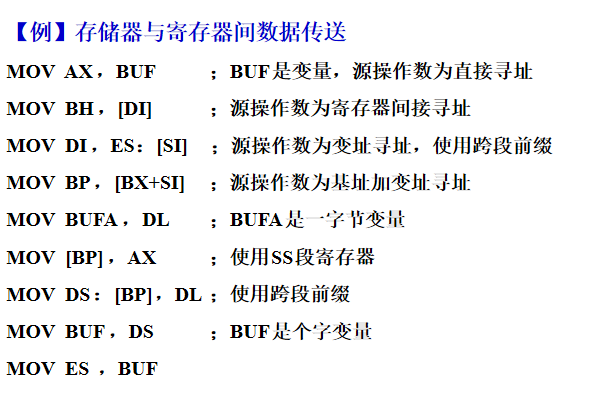 【例】存储器与寄存器间数据传送
MOV AX，BUF ；BUF是变量，源操作数为直接寻址
MOV BH，[DI] ；源操作数为寄存器间接寻址
MOV DI，ES：[SI] ；源操作数为变址寻址，使用跨段前缀
MOV BP，[BX+SI] ；源操作数为基址加变址寻址
MOV BUFA，DL ；BUFA是一字节变量
MOV [BP]，AX ；使用SS段寄存器
MOV DS：[BP]，DL ；使用跨段前缀
MOV BUF，DS ；BUF是个字变量
MOV ES ，BUF